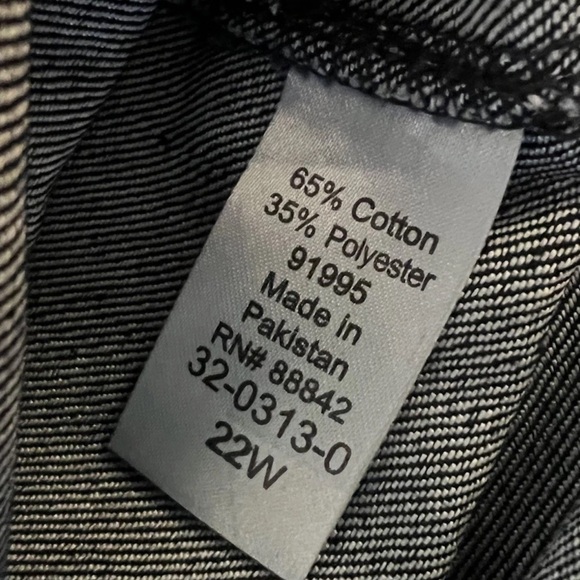 65% Cotton
35% Polyester
91995
Made in
Pakistan
RN# 88842
32-0313-0
22W